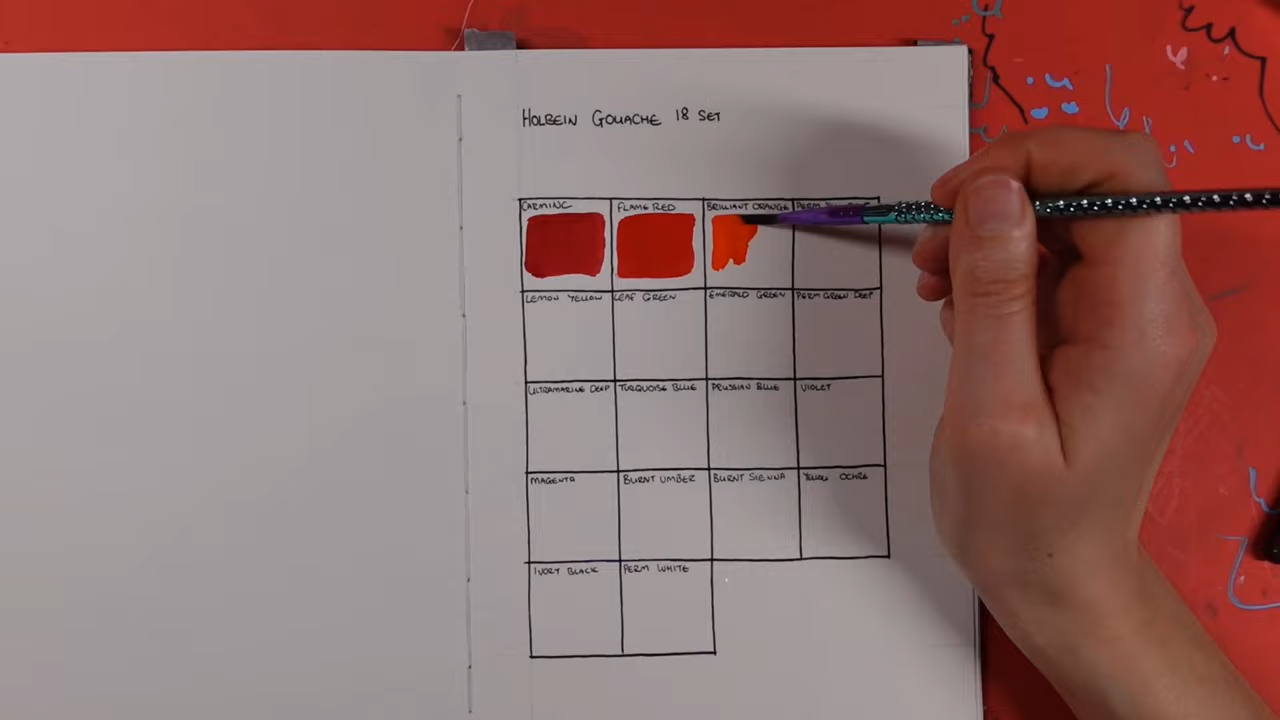 HOLBEIN GOUACHE 18 SET
CARMINE FLAME RED BRILLIANT ORANGE PERM
LEMON YELLOW LEAF GREEN EMERALD GREEN PERM GREEN DEEP
ULTRAMARINE DEEP TURQUOISE BLUE PRUSSIAN BLUE VIOLET
MAGENTA BURNT UMBER BURNT SIENNA YELLOW OCHRE
IVORY BLACK PERM WHITE